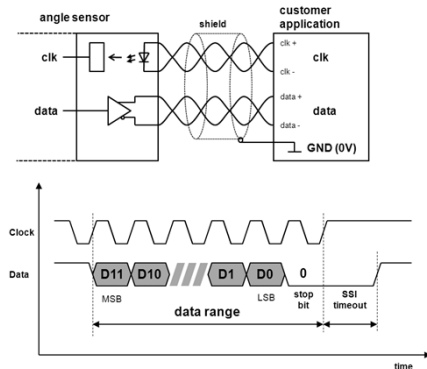 angle sensor
shield
customer
application
clk
clk +
clk -
clk
data
data +
data -
data
GND (0V)
Clock
Data
D11 D10 D1 D0 0
MSB LSB stop
bit
SSI
timeout
data range
time